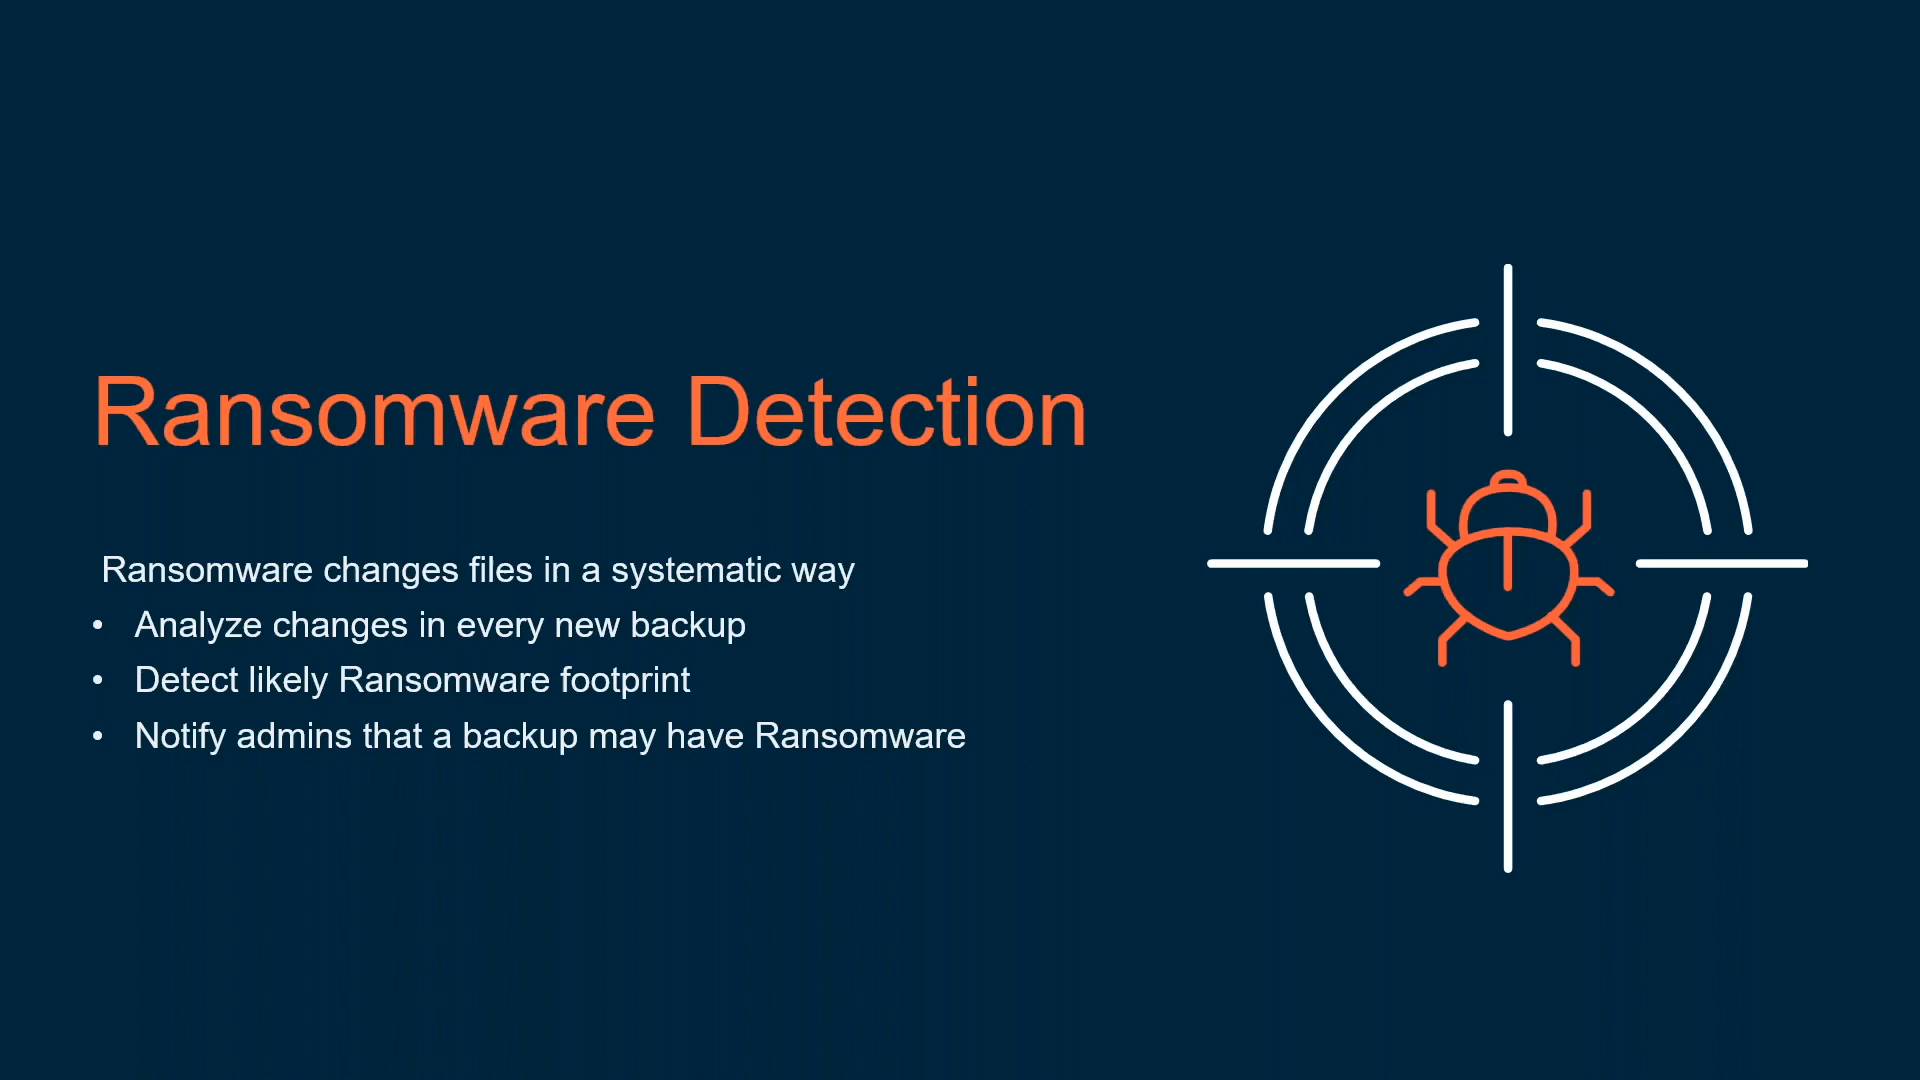 Ransomware Detection
Ransomware changes files in a systematic way
• Analyze changes in every new backup
• Detect likely Ransomware footprint
• Notify admins that a backup may have Ransomware